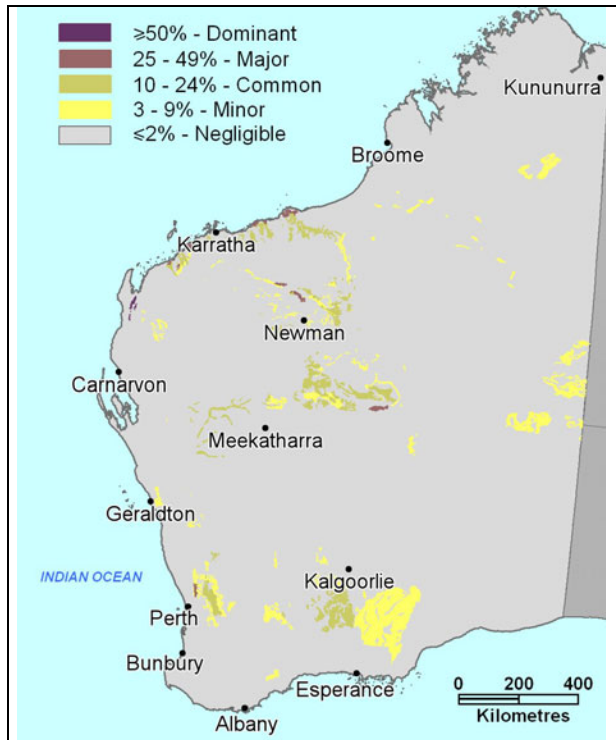 ≥50% - Dominant
25 - 49% - Major
10 - 24% - Common
3 - 9% - Minor
≤2% - Negligible
Kununurra
Broome
Karratha
Newman
Carnarvon
Meekatharra
Geraldton
INDIAN OCEAN
Kalgoorlie
Perth
Bunbury
Esperance
Albany
0 200 400
Kilometres